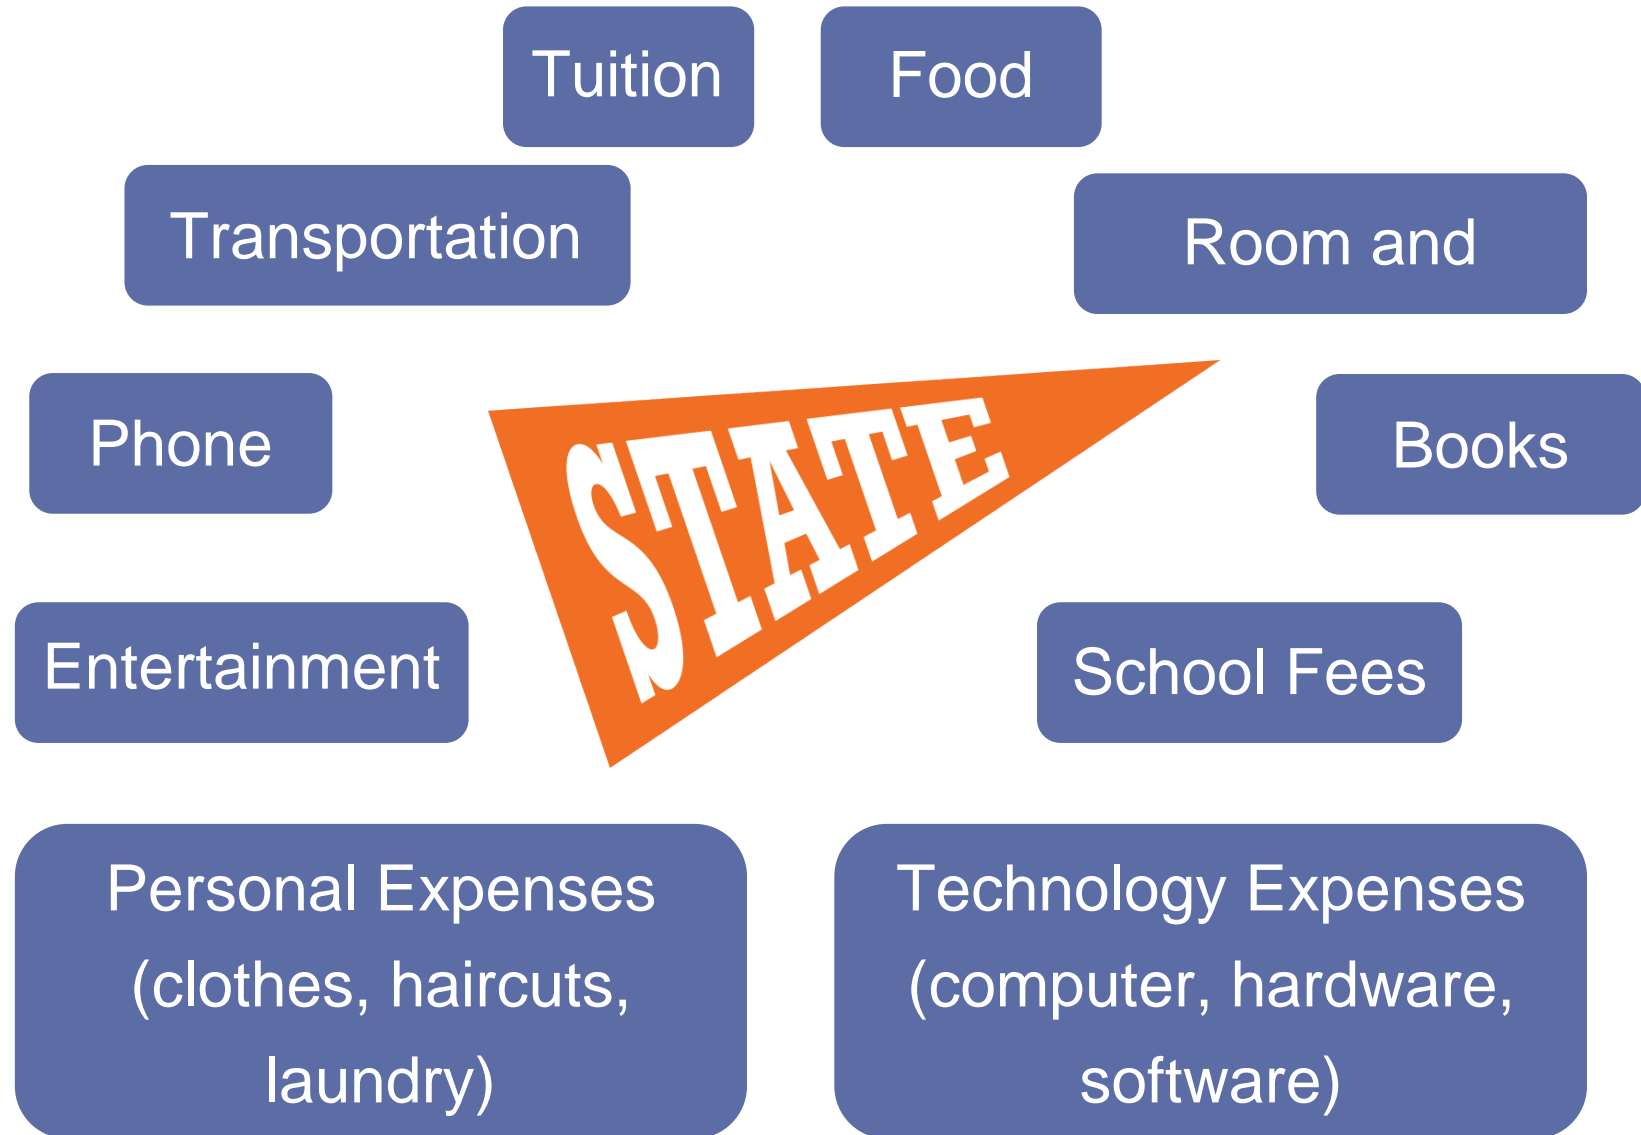 Tuition
Food
Transportation
Room and
Phone
Books
STATE
Entertainment
School Fees
Personal Expenses
(clothes, haircuts,
laundry)
Technology Expenses
(computer, hardware,
software)